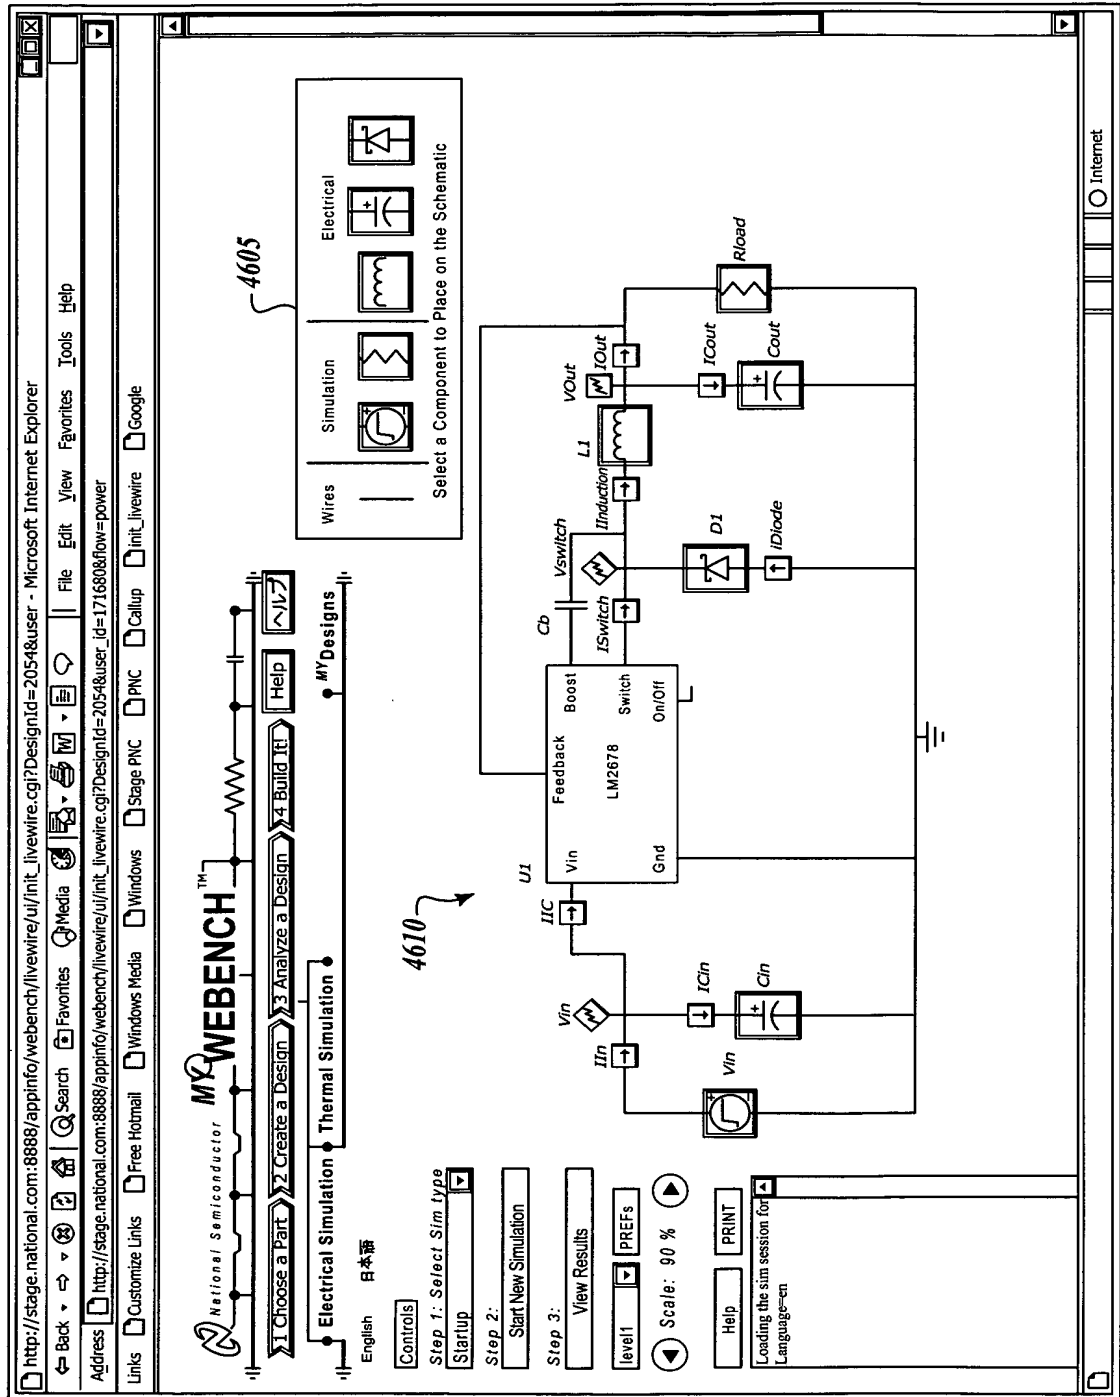 http://stage.national.com:8888/appinfo/webench/livewire/ui/init_livewire.cgi?DesignId=2054&user - Microsoft Internet Explorer
Back Search Favorites Media File Edit View Favorites Tools Help
Address http://stage.national.com:8888/appinfo/webench/livewire/ui/init_livewire.cgi?DesignId=2054&user_id=171680&flow=power
Links Customize Links Free Hotmail Windows Media Windows Stage PNC PNC Callup init_livewire Google
National Semiconductor
MY WEBENCH™
1 Choose a Part 2 Create a Design 3 Analyze a Design 4 Build It! Help ヘルプ
Electrical Simulation Thermal Simulation MY Designs
English 日本語
Controls
Step 1: Select Sim type
Startup
Step 2:
Start New Simulation
Step 3:
View Results
level1 PREFs
Scale: 90 %
Help PRINT
Loading the sim session for
Language=en
4605
Wires Simulation Electrical
Select a Component to Place on the Schematic
4610
Vin
IIn
Vin
ICin
Cin
IIC
U1
Vin
Feedback
Boost
LM2678
Switch
Gnd
On/Off
Cb
Vswitch
ISwitch
IInduction
L1
VOut
IOut
D1
iDiode
ICout
Cout
Rload
Internet